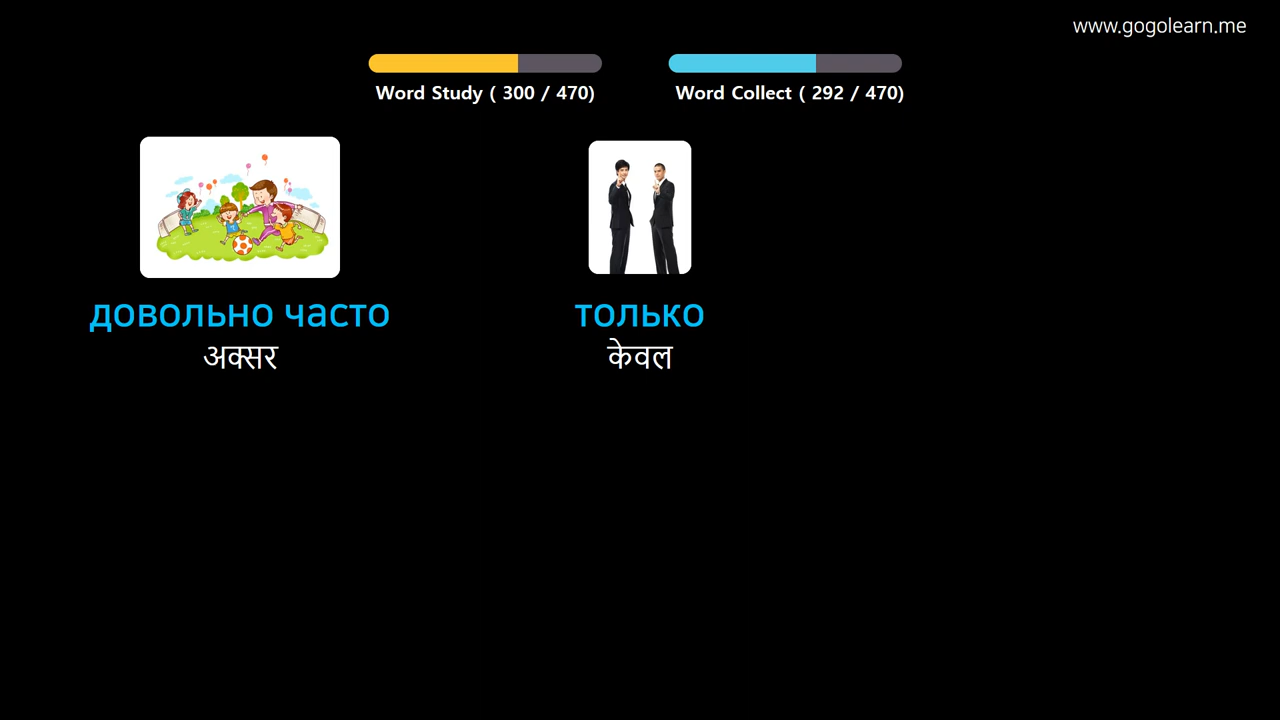 www.gogolearn.me
Word Study ( 300 / 470)
Word Collect ( 292 / 470)
довольно часто
अक्सर
только
केवल